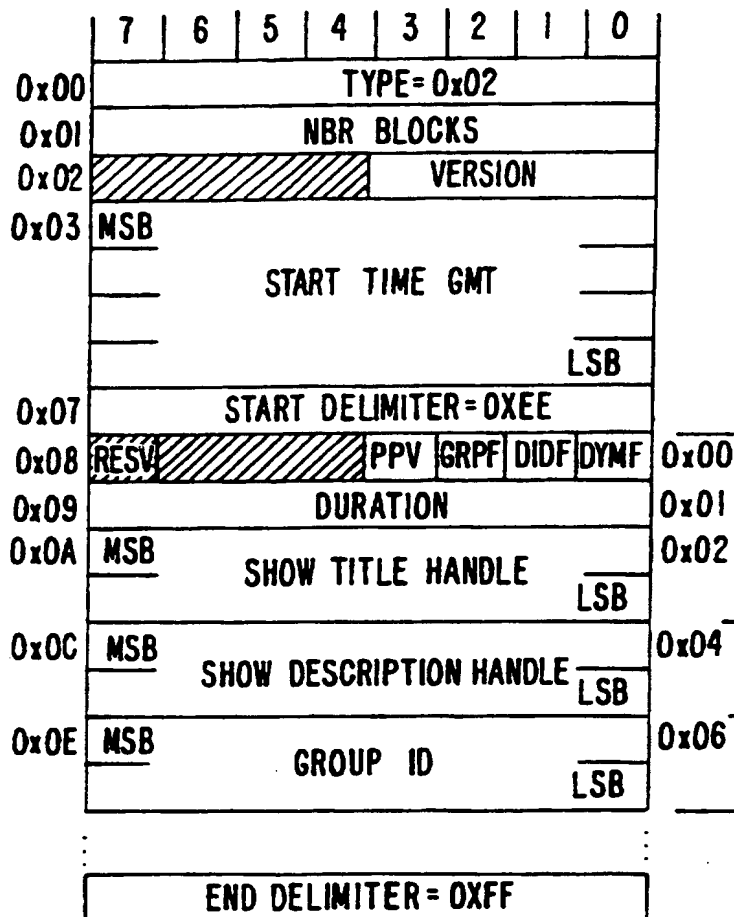 7 6 5 4 3 2 1 0
0x00 TYPE=0x02
0x01 NBR BLOCKS
0x02 VERSION
0x03 MSB
START TIME GMT
LSB
0x07 START DELIMITER=0XEE
0x08 RESV PPV GRPF DIDF DYMF 0x00
0x09 DURATION 0x01
0x0A MSB 0x02
SHOW TITLE HANDLE
LSB
0x0C MSB 0x04
SHOW DESCRIPTION HANDLE
LSB
0x0E MSB 0x06
GROUP ID
LSB
END DELIMITER=0XFF